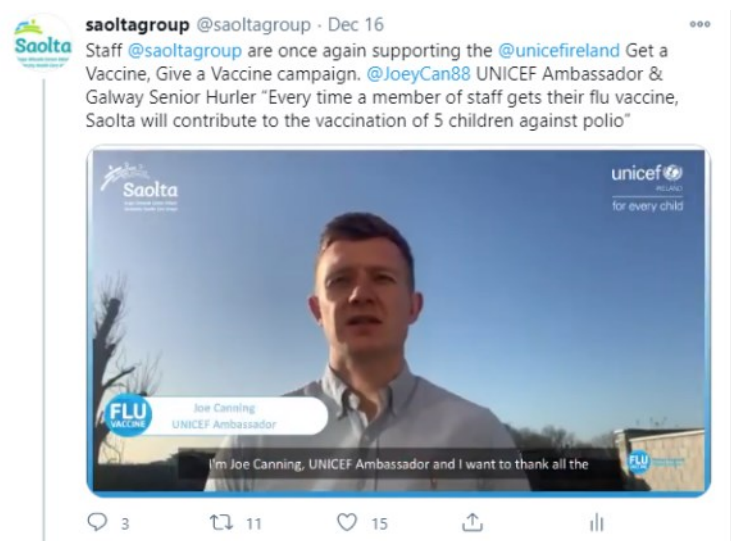 saoltagroup @saoltagroup · Dec 16
Saolta
Staff @saoltagroup are once again supporting the @unicefireland Get a
Vaccine, Give a Vaccine campaign. @JoeyCan88 UNICEF Ambassador &
Galway Senior Hurler “Every time a member of staff gets their flu vaccine,
Saolta will contribute to the vaccination of 5 children against polio”
Saolta
unicef
IRELAND
for every child
FLU
VACCINE
Joe Canning
UNICEF Ambassador
I'm Joe Canning, UNICEF Ambassador and I want to thank all the
FLU
3 11 15